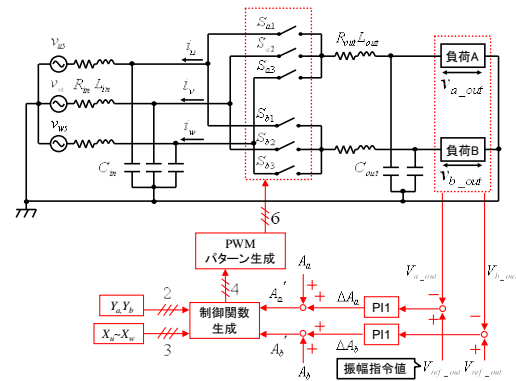 S_a1
v_us
i_u
S_a2
R_out L_out
負荷A
R_in L_in
S_a3
v_a_out
i_v
S_b1
v_ws
i_w
S_b2
負荷B
C_in
S_b3
C_out
v_b_out
6
PWM
パターン生成
A_a
V_a_out
V_b_out
4
A_a'
+
+
ΔA_a
PI1
−
−
Y_a,Y_b
2
制御関数
生成
+
X_u~X_w
3
A_b'
+
+
ΔA_b
PI1
+
A_b
振幅指令値
V_ref_out
V_ref_out